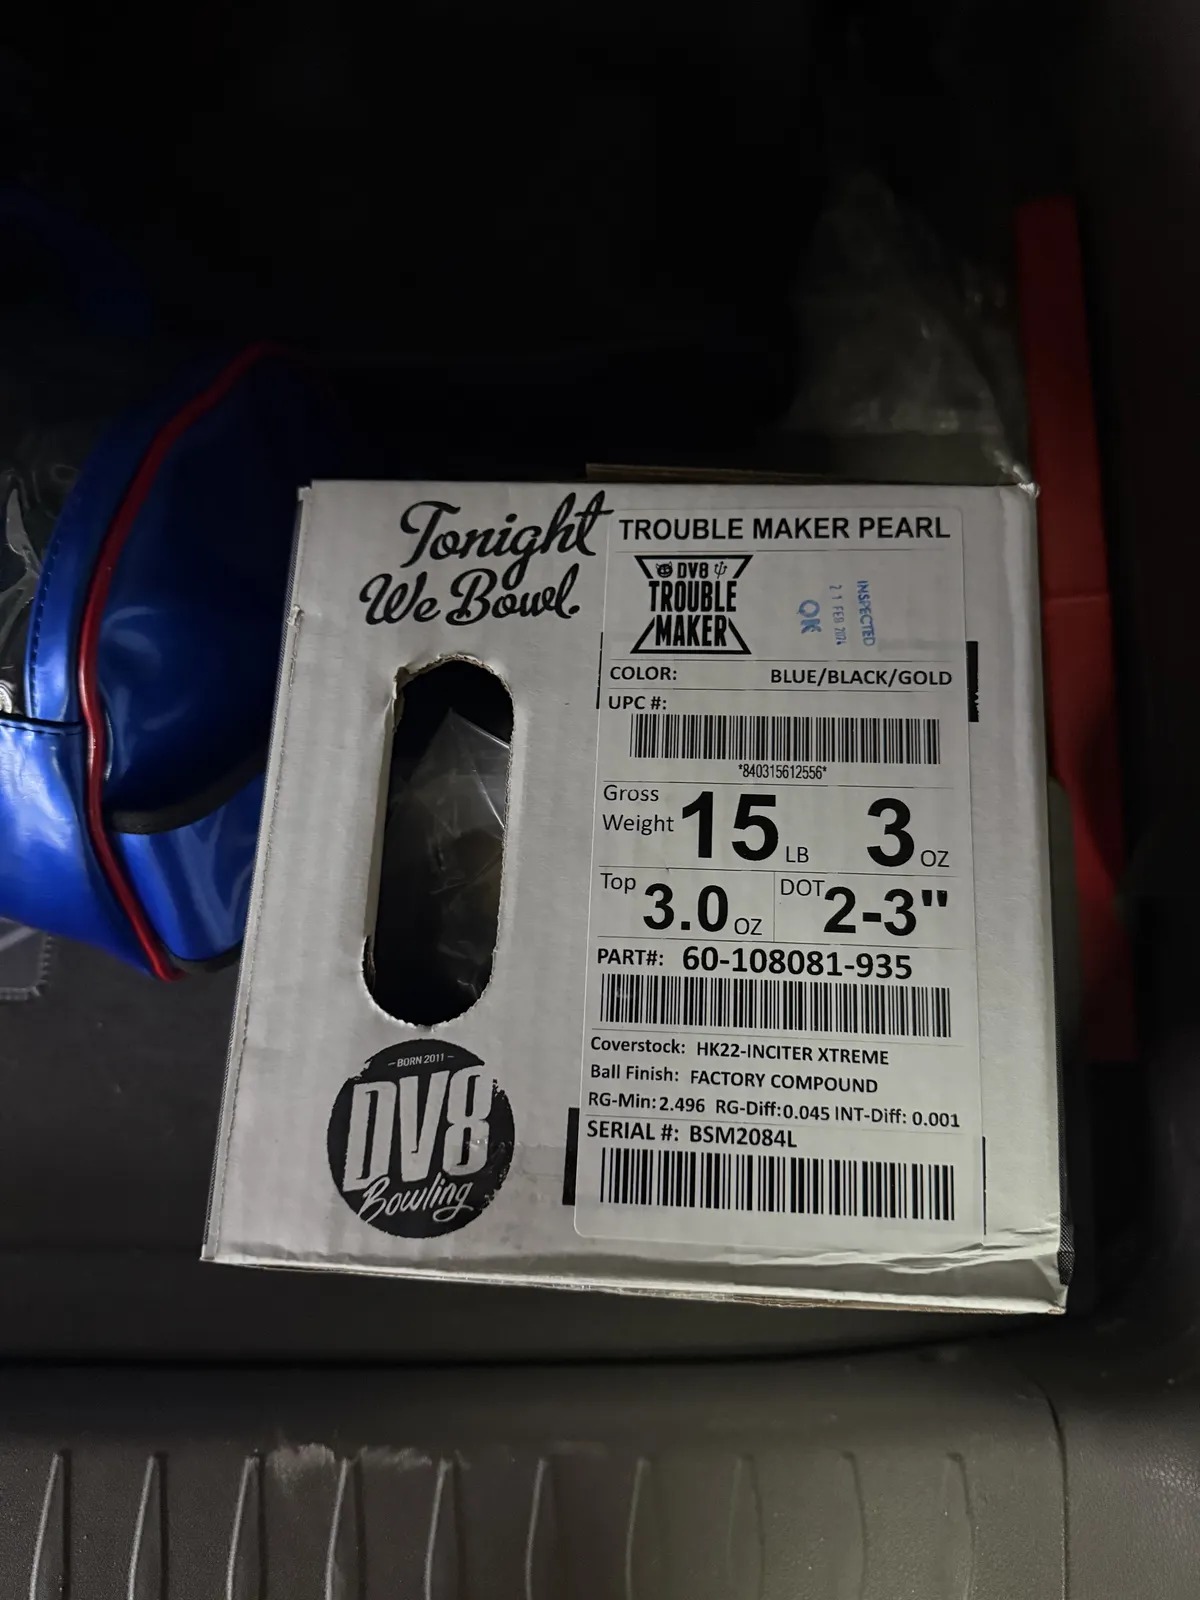 Tonight
We Bowl.
TROUBLE MAKER PEARL
DV8
TROUBLE
MAKER
INSPECTED
21 FEB 2024
OK
COLOR: BLUE/BLACK/GOLD
UPC #:
*840315612556*
Gross
Weight 15 LB 3 OZ
Top 3.0 OZ DOT 2-3"
PART#: 60-108081-935
Coverstock: HK22-INCITER XTREME
Ball Finish: FACTORY COMPOUND
RG-Min: 2.496 RG-Diff: 0.045 INT-Diff: 0.001
SERIAL #: BSM2084L
– BORN 2011 –
DV8
Bowling